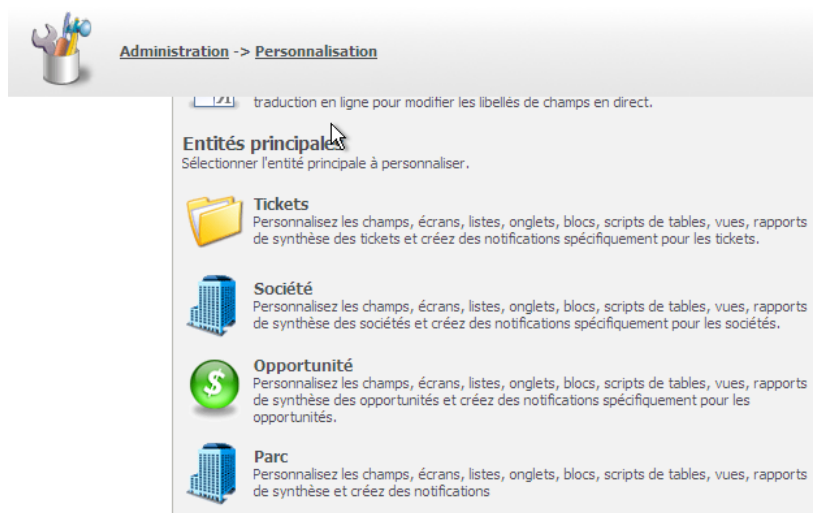 Administration -> Personnalisation
traduction en ligne pour modifier les libellés de champs en direct.
Entités principales
Sélectionner l'entité principale à personnaliser.
Tickets
Personnalisez les champs, écrans, listes, onglets, blocs, scripts de tables, vues, rapports
de synthèse des tickets et créez des notifications spécifiquement pour les tickets.
Société
Personnalisez les champs, écrans, listes, onglets, blocs, scripts de tables, vues, rapports
de synthèse des sociétés et créez des notifications spécifiquement pour les sociétés.
Opportunité
Personnalisez les champs, écrans, listes, onglets, blocs, scripts de tables, vues, rapports
de synthèse des opportunités et créez des notifications spécifiquement pour les
opportunités.
Parc
Personnalisez les champs, écrans, listes, onglets, blocs, scripts de tables, vues, rapports
de synthèse et créez des notifications